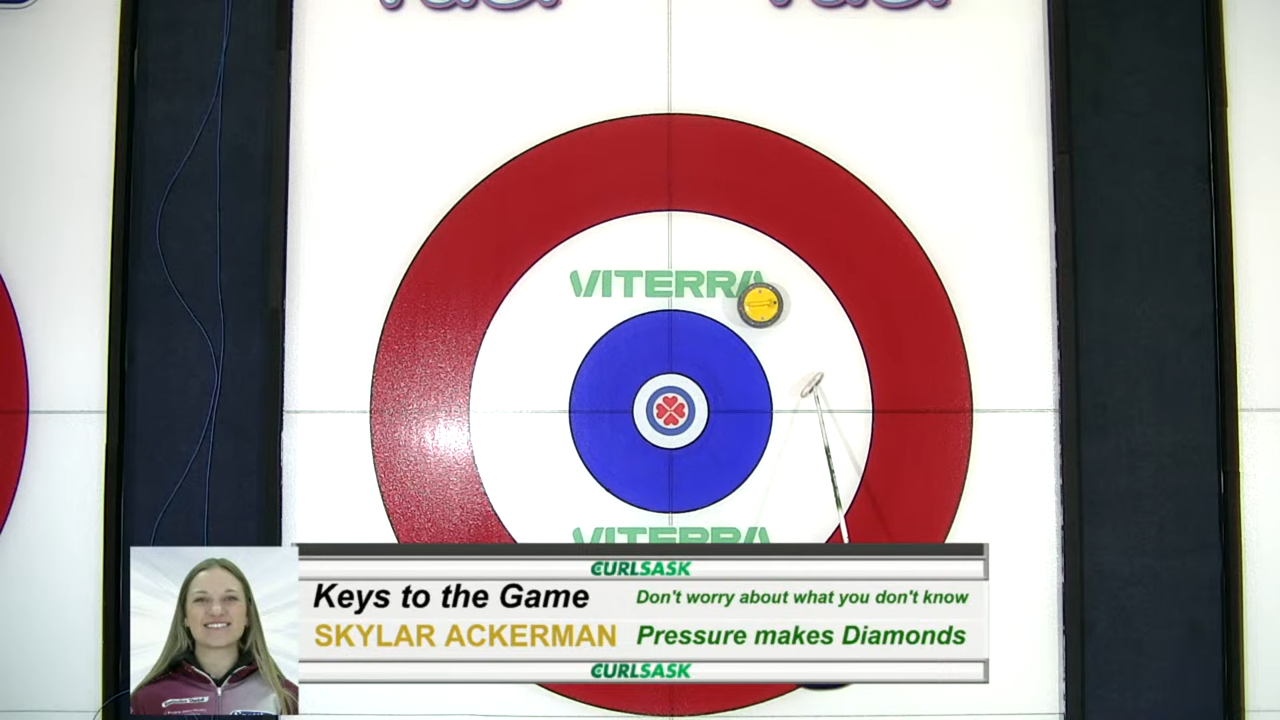 VITERRA
VITERRA
CURLSASK
Keys to the Game
Don't worry about what you don't know
SKYLAR ACKERMAN
Pressure makes Diamonds
CURLSASK